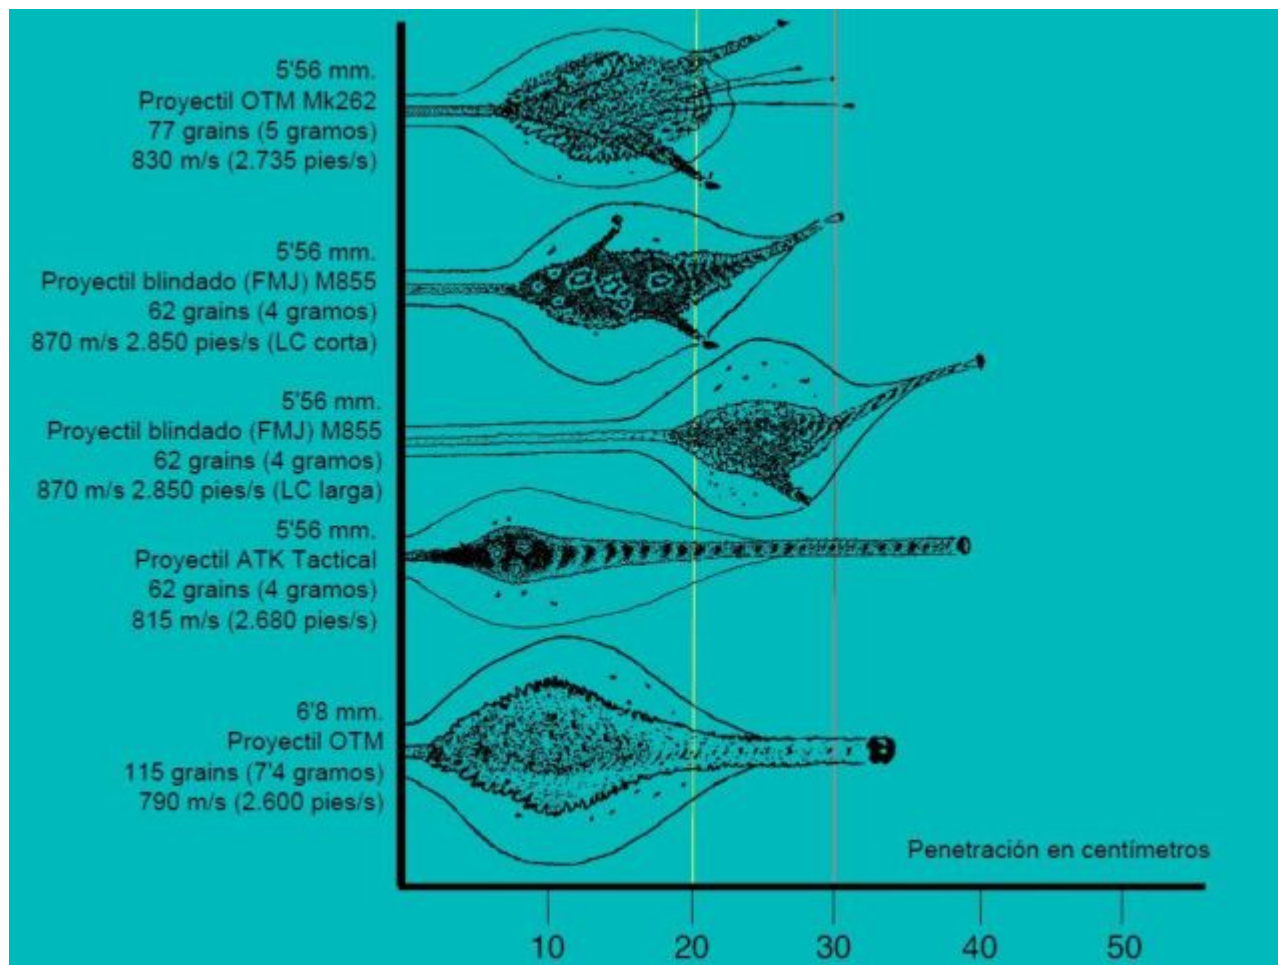 5'56 mm.
Proyectil OTM Mk262
77 grains (5 gramos)
830 m/s (2.735 pies/s)
5'56 mm.
Proyectil blindado (FMJ) M855
62 grains (4 gramos)
870 m/s 2.850 pies/s (LC corta)
5'56 mm.
Proyectil blindado (FMJ) M855
62 grains (4 gramos)
870 m/s 2.850 pies/s (LC larga)
5'56 mm.
Proyectil ATK Tactical
62 grains (4 gramos)
815 m/s (2.680 pies/s)
6'8 mm.
Proyectil OTM
115 grains (7'4 gramos)
790 m/s (2.600 pies/s)
Penetración en centímetros
10 20 30 40 50